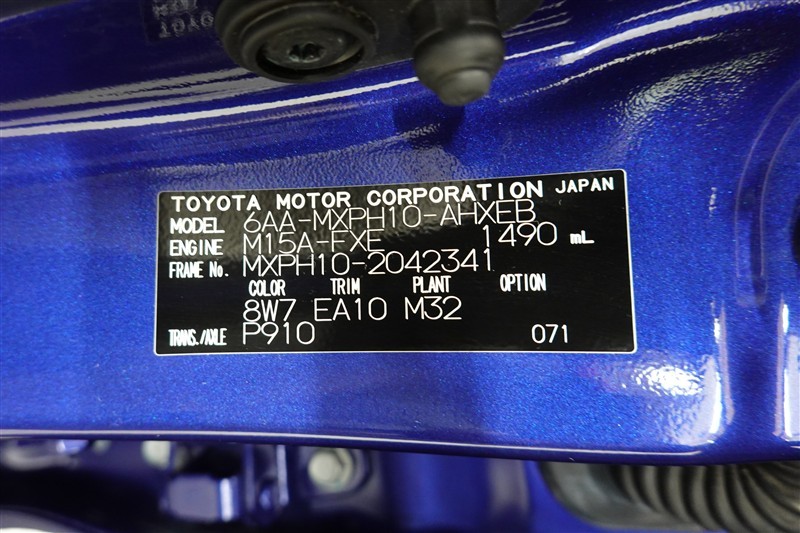 TOYOTA MOTOR CORPORATION JAPAN
MODEL 6AA-MXPH10-AHXEB
ENGINE M15A-FXE 1490 mL
FRAME No. MXPH10-2042341
COLOR TRIM PLANT OPTION
8W7 EA10 M32
TRANS./AXLE P910 071